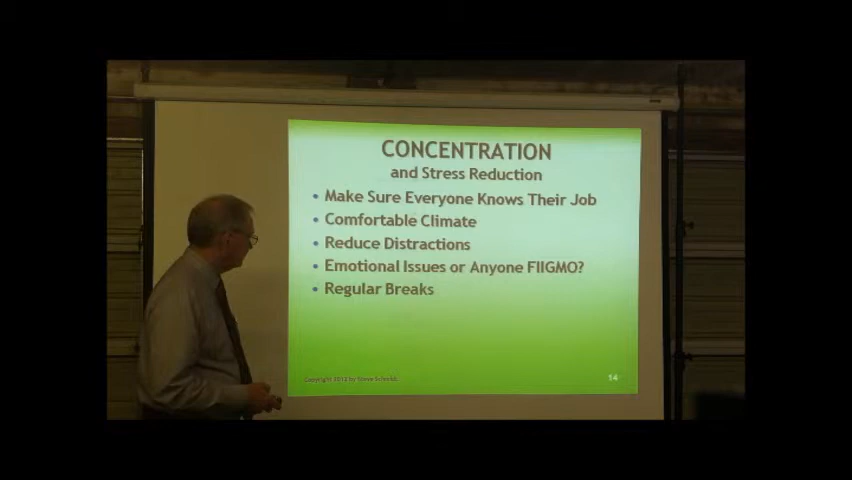 CONCENTRATION
and Stress Reduction
• Make Sure Everyone Knows Their Job
• Comfortable Climate
• Reduce Distractions
• Emotional Issues or Anyone FIIGMO?
• Regular Breaks
Copyright 2012 by Steve
14